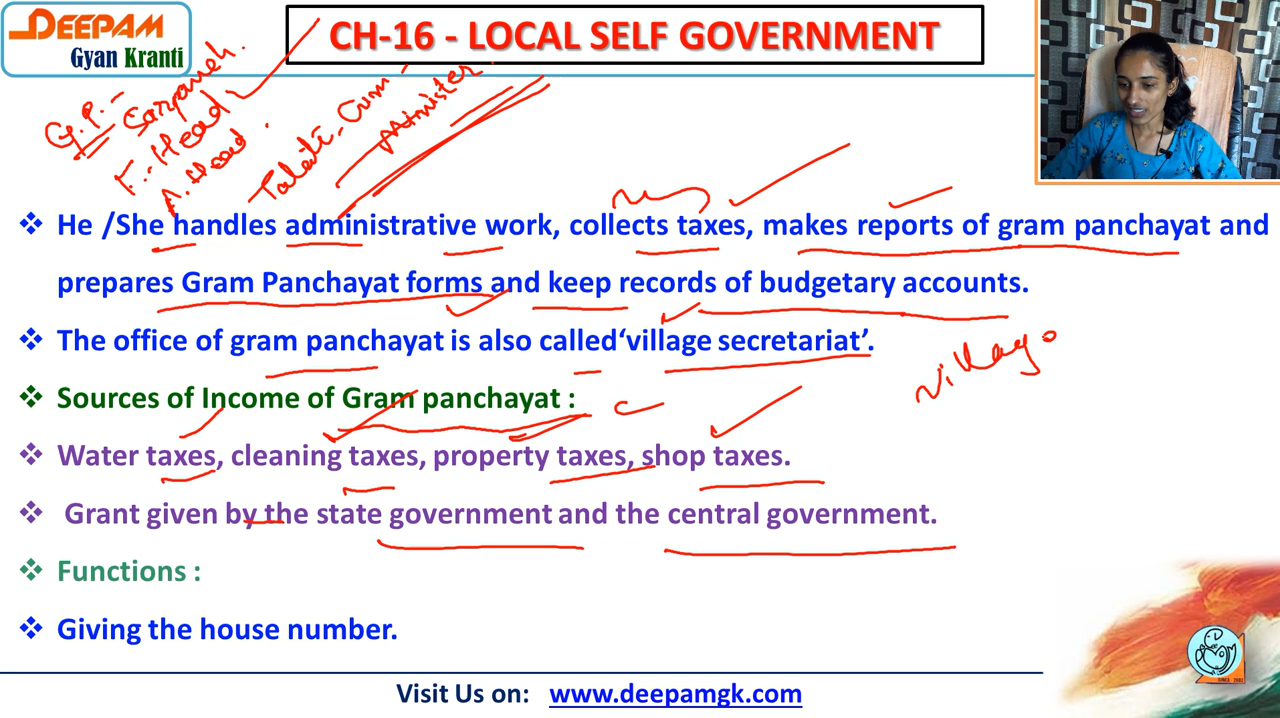 DEEPAM
Gyan Kranti
CH-16 - LOCAL SELF GOVERNMENT
G.P. -
Sarpanch.
F. - Head
A. Head.
Talati - Cum -
Minister
❖ He /She handles administrative work, collects taxes, makes reports of gram panchayat and
prepares Gram Panchayat forms and keep records of budgetary accounts.
❖ The office of gram panchayat is also called‘village secretariat’.
village
❖ Sources of Income of Gram panchayat :
❖ Water taxes, cleaning taxes, property taxes, shop taxes.
❖ Grant given by the state government and the central government.
❖ Functions :
❖ Giving the house number.
Visit Us on: www.deepamgk.com